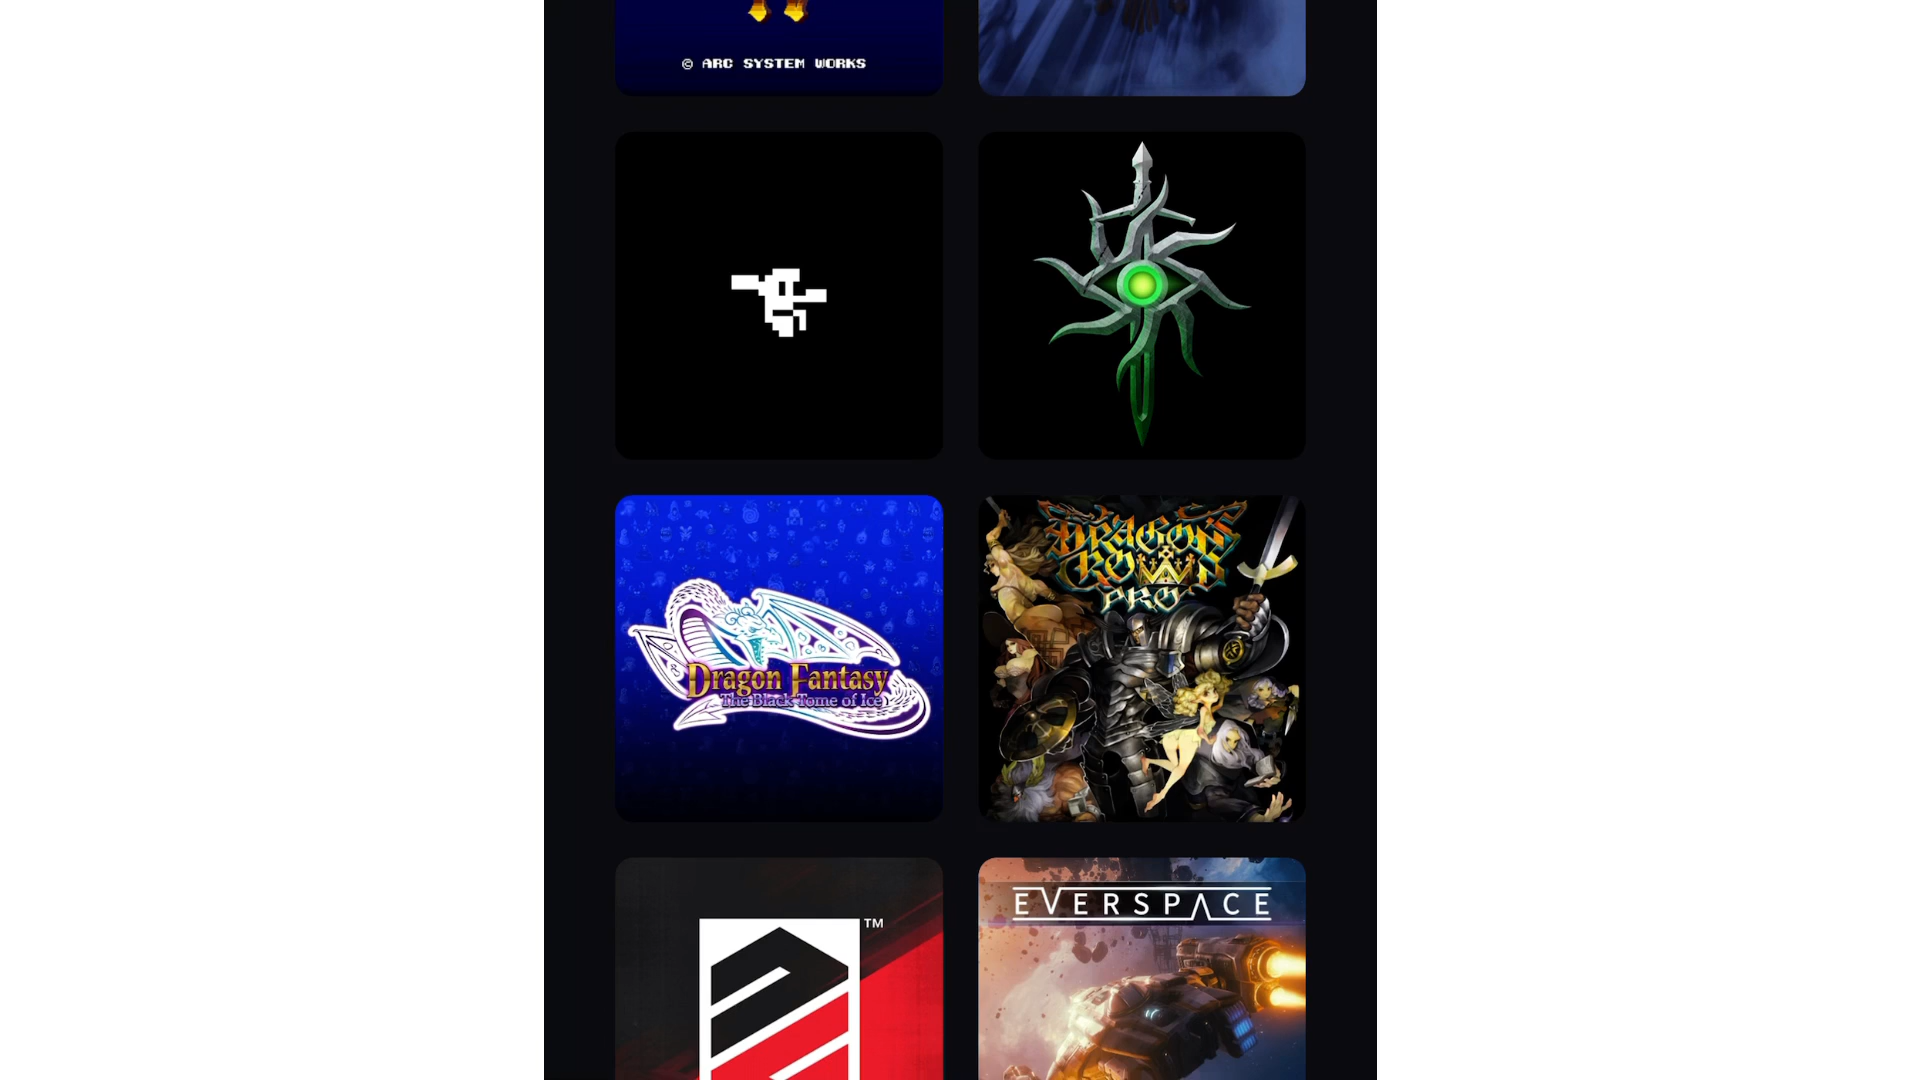 © ARC SYSTEM WORKS
Dragon Fantasy
The Black Tome of Ice
DRAGON'S
CROWN
PRO
TM
EVERSPACE